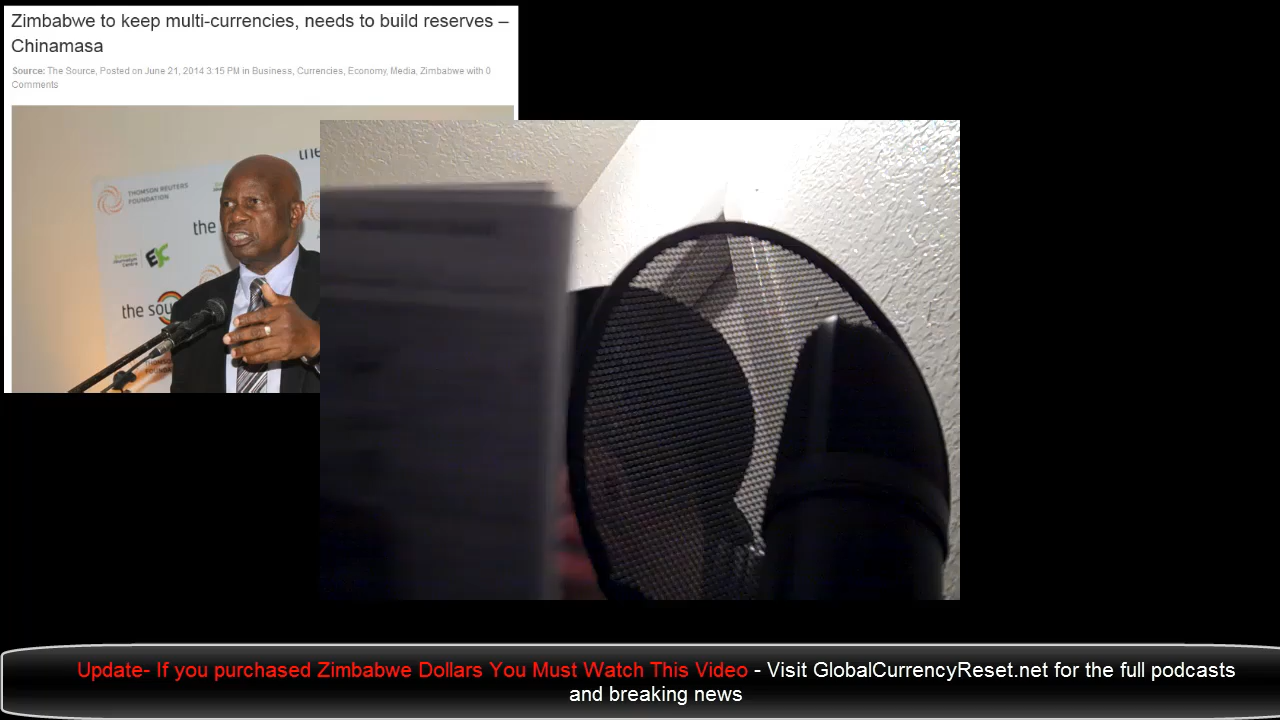 Zimbabwe to keep multi-currencies, needs to build reserves –
Chinamasa
Source: The Source, Posted on June 21, 2014 3:15 PM in Business, Currencies, Economy, Media, Zimbabwe with 0
Comments
the
THOMSON REUTERS
FOUNDATION
the
EJC
the sou
Update- If you purchased Zimbabwe Dollars You Must Watch This Video - Visit GlobalCurrencyReset.net for the full podcasts
and breaking news